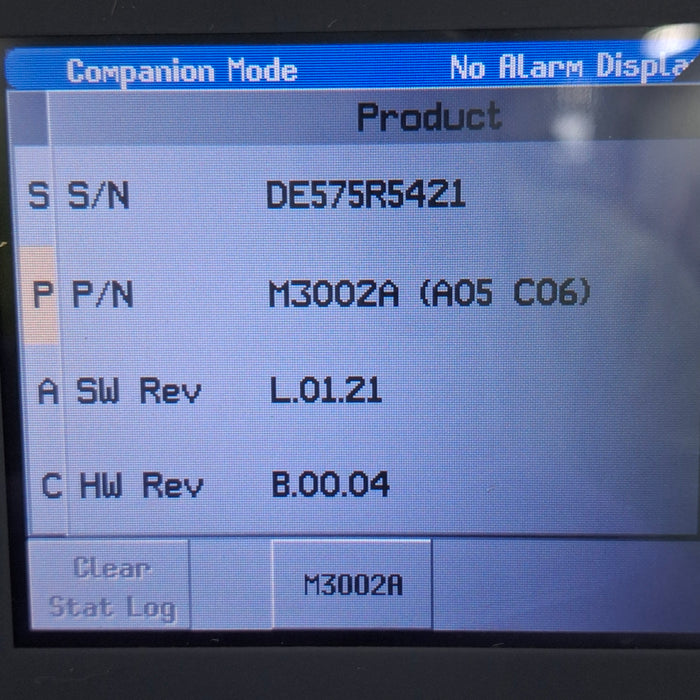 Companion Mode No Alarm Displa
Product
S S/N DE575R5421
P P/N M3002A (A05 C06)
A SW Rev L.01.21
C HW Rev B.00.04
Clear
Stat Log
M3002A